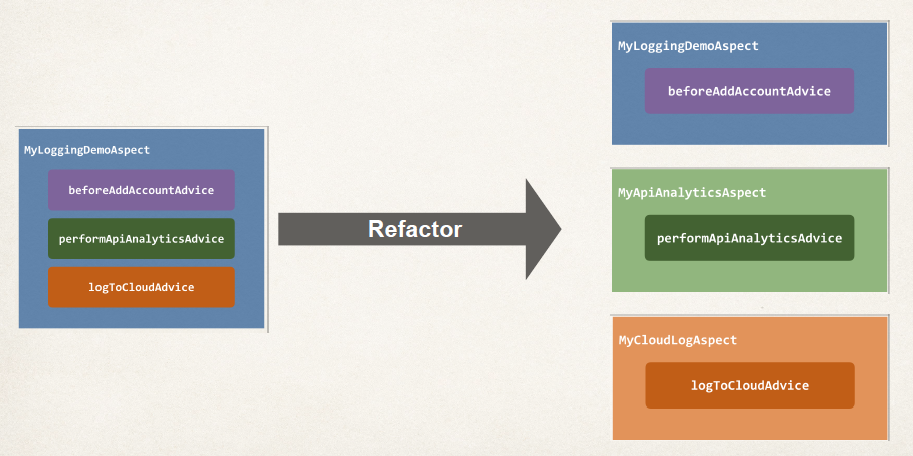 MyLoggingDemoAspect
beforeAddAccountAdvice
performApiAnalyticsAdvice
logToCloudAdvice
Refactor
MyLoggingDemoAspect
beforeAddAccountAdvice
MyApiAnalyticsAspect
performApiAnalyticsAdvice
MyCloudLogAspect
logToCloudAdvice